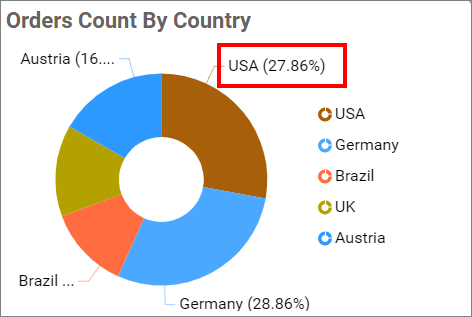 Orders Count By Country
Austria (16....
USA (27.86%)
USA
Germany
Brazil
UK
Austria
Brazil ...
Germany (28.86%)